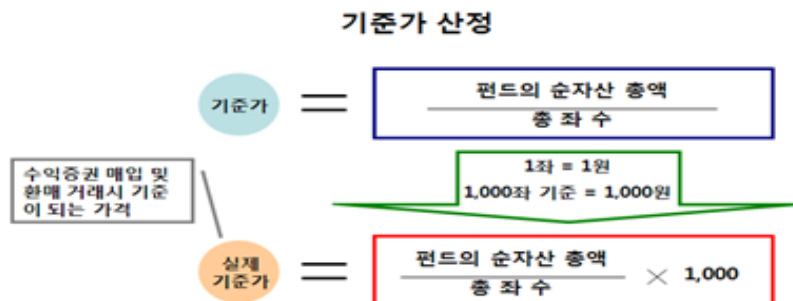 기준가 산정
기준가
=
펀드의 순자산 총액
총 좌 수
1좌 = 1원
1,000좌 기준 = 1,000원
수익증권 매입 및
환매 거래시 기준
이 되는 가격
실제
기준가
=
펀드의 순자산 총액
총 좌 수
× 1,000